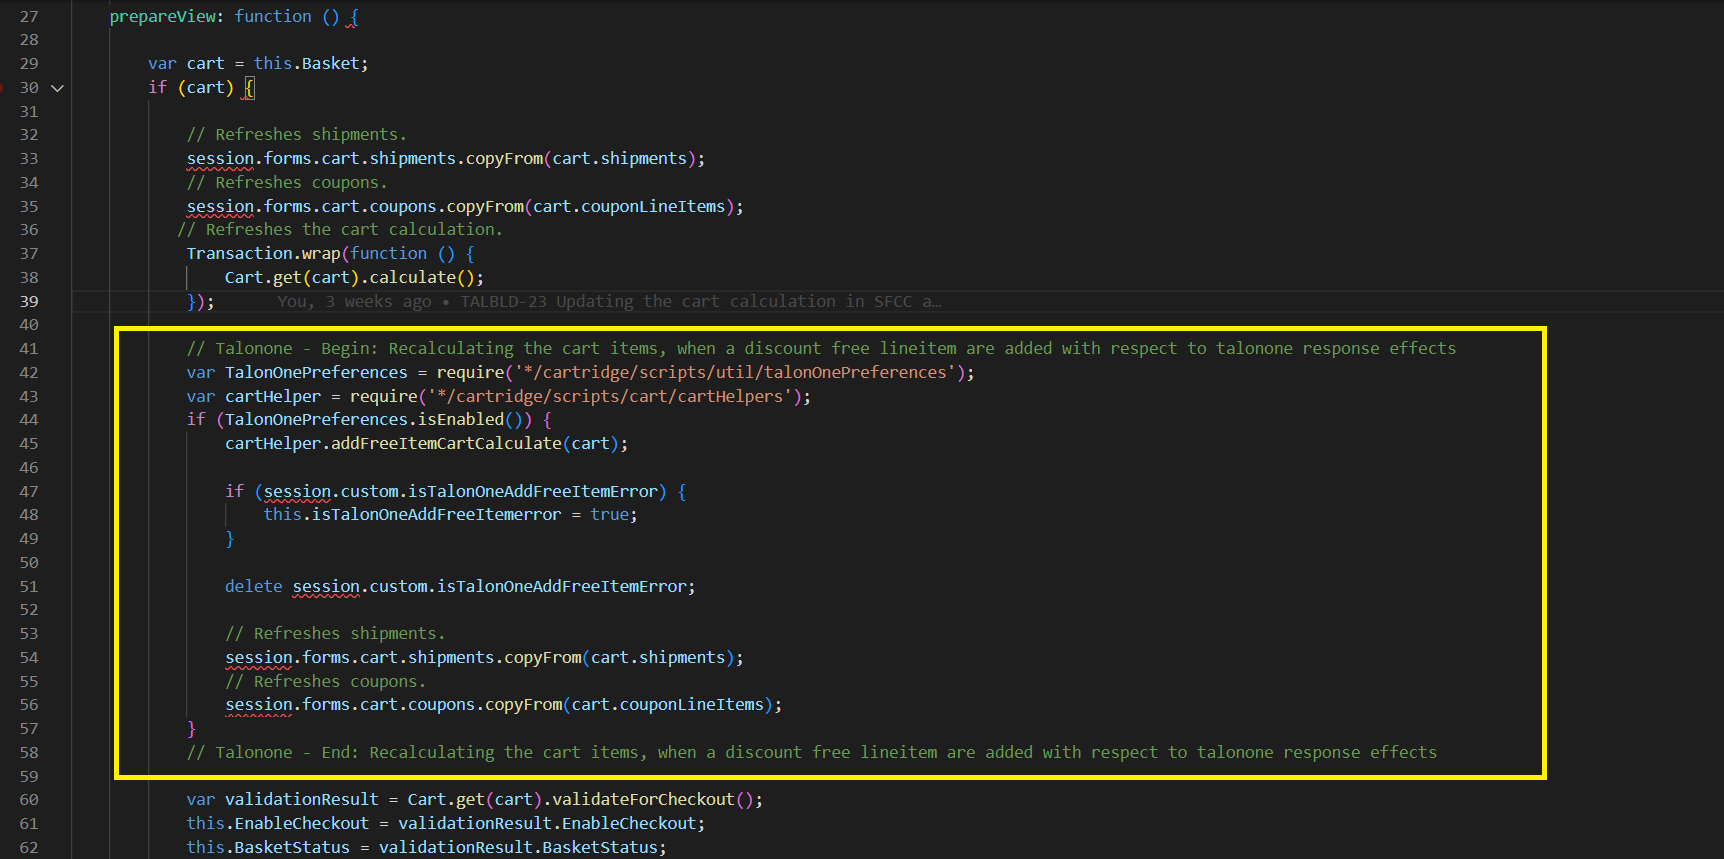 27 prepareView: function () {
28
29 var cart = this.Basket;
30 if (cart) {
31
32 // Refreshes shipments.
33 session.forms.cart.shipments.copyFrom(cart.shipments);
34 // Refreshes coupons.
35 session.forms.cart.coupons.copyFrom(cart.couponLineItems);
36 // Refreshes the cart calculation.
37 Transaction.wrap(function () {
38 Cart.get(cart).calculate();
39 }); You, 3 weeks ago • TALBLD-23 Updating the cart calculation in SFCC a…
40
41 // Talonone - Begin: Recalculating the cart items, when a discount free lineitem are added with respect to talonone response effects
42 var TalonOnePreferences = require('*/cartridge/scripts/util/talonOnePreferences');
43 var cartHelper = require('*/cartridge/scripts/cart/cartHelpers');
44 if (TalonOnePreferences.isEnabled()) {
45 cartHelper.addFreeItemCartCalculate(cart);
46
47 if (session.custom.isTalonOneAddFreeItemError) {
48 this.isTalonOneAddFreeItemerror = true;
49 }
50
51 delete session.custom.isTalonOneAddFreeItemError;
52
53 // Refreshes shipments.
54 session.forms.cart.shipments.copyFrom(cart.shipments);
55 // Refreshes coupons.
56 session.forms.cart.coupons.copyFrom(cart.couponLineItems);
57 }
58 // Talonone - End: Recalculating the cart items, when a discount free lineitem are added with respect to talonone response effects
59
60 var validationResult = Cart.get(cart).validateForCheckout();
61 this.EnableCheckout = validationResult.EnableCheckout;
62 this.BasketStatus = validationResult.BasketStatus;